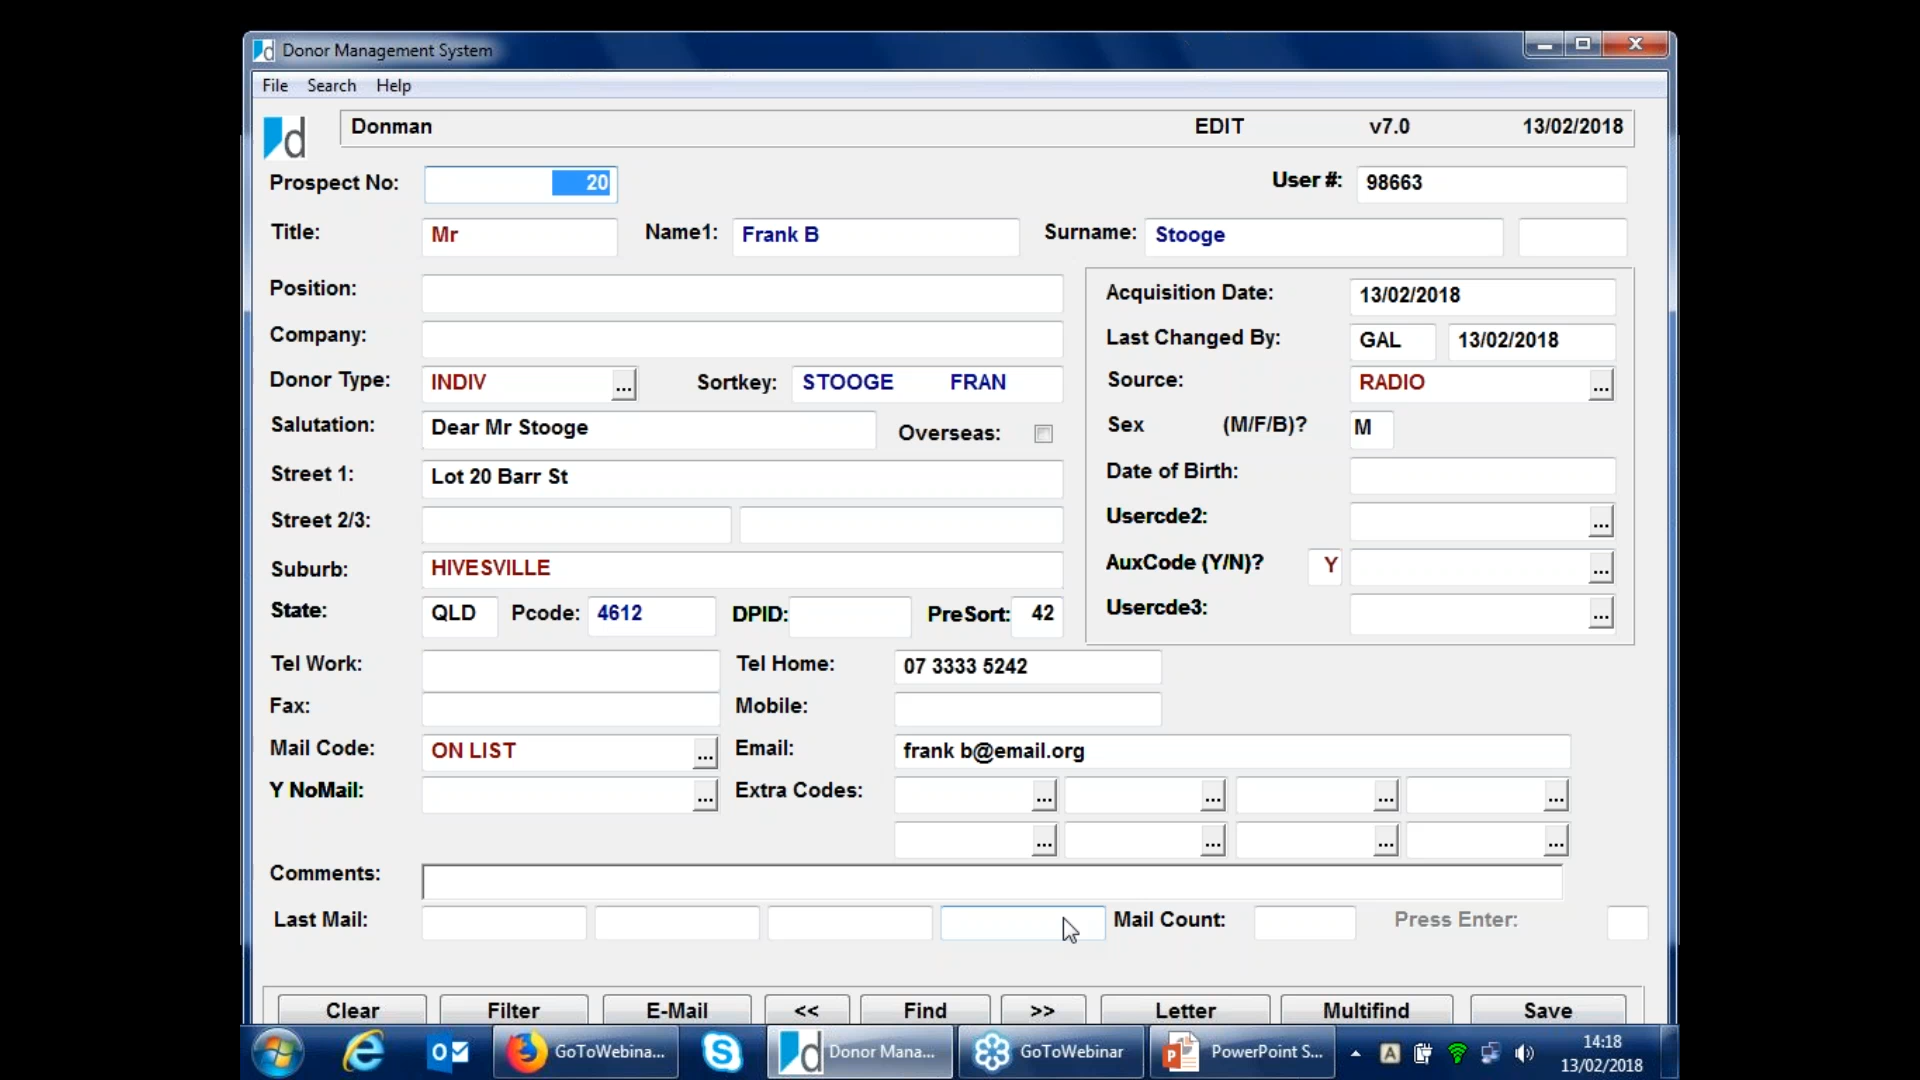 Donor Management System
File Search Help
Donman EDIT v7.0 13/02/2018
Prospect No: 20 User #: 98663
Title: Mr Name1: Frank B Surname: Stooge
Position:
Acquisition Date: 13/02/2018
Company:
Last Changed By: GAL 13/02/2018
Donor Type: INDIV ... Sortkey: STOOGE FRAN
Source: RADIO ...
Salutation: Dear Mr Stooge Overseas:
Sex (M/F/B)? M
Street 1: Lot 20 Barr St
Date of Birth:
Street 2/3:
Usercde2: ...
Suburb: HIVESVILLE
AuxCode (Y/N)? Y ...
State: QLD Pcode: 4612 DPID: PreSort: 42
Usercde3: ...
Tel Work: Tel Home: 07 3333 5242
Fax: Mobile:
Mail Code: ON LIST ... Email: frank b@email.org
Y NoMail: ... Extra Codes: ... ... ... ...
... ... ... ...
Comments:
Last Mail: Mail Count: Press Enter:
Clear Filter E-Mail << Find >> Letter Multifind Save
GoToWebina... Donor Mana... GoToWebinar PowerPoint S... A 14:18
13/02/2018